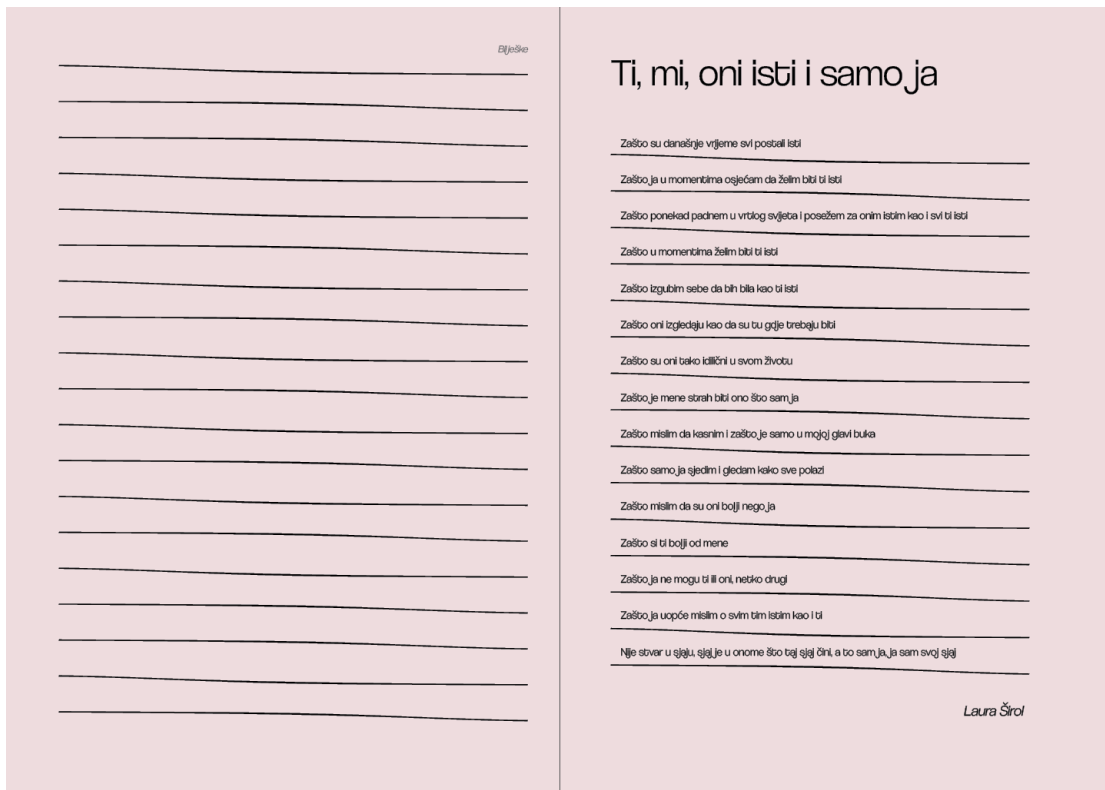 Bilješke
Ti, mi, oni isti i samo ja
Zašto su današnje vrijeme svi postali isti
Zašto ja u momentima osjećam da želim biti ti isti
Zašto ponekad padnem u vrtlog svijeta i posežem za onim istim kao i svi ti isti
Zašto u momentima želim biti ti isti
Zašto izgubim sebe da bih bila kao ti isti
Zašto oni izgledaju kao da su tu gdje trebaju biti
Zašto su oni tako idilični u svom životu
Zašto je mene strah biti ono što sam ja
Zašto mislim da kasnim i zašto je samo u mojoj glavi buka
Zašto samo ja sjedim i gledam kako sve polazi
Zašto mislim da su oni bolji nego ja
Zašto si ti bolji od mene
Zašto ja ne mogu ti ili oni, netko drugi
Zašto ja uopće mislim o svim tim istim kao i ti
Nije stvar u sjaju, sjaj je u onome što taj sjaj čini, a to sam ja, ja sam svoj sjaj
Laura Širol